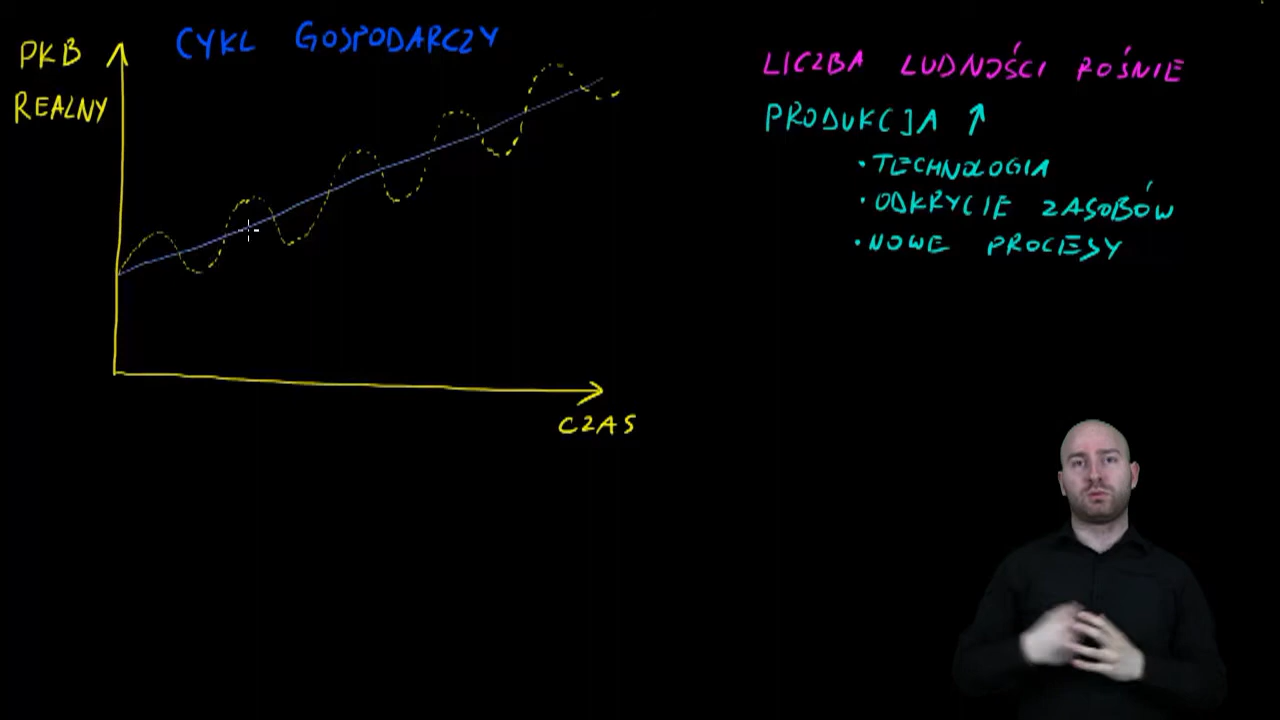 CYKL GOSPODARCZY
PKB
REALNY
CZAS
LICZBA LUDNOŚCI ROŚNIE
PRODUKCJA ↑
• TECHNOLOGIA
• ODKRYCIE ZASOBÓW
• NOWE PROCESY